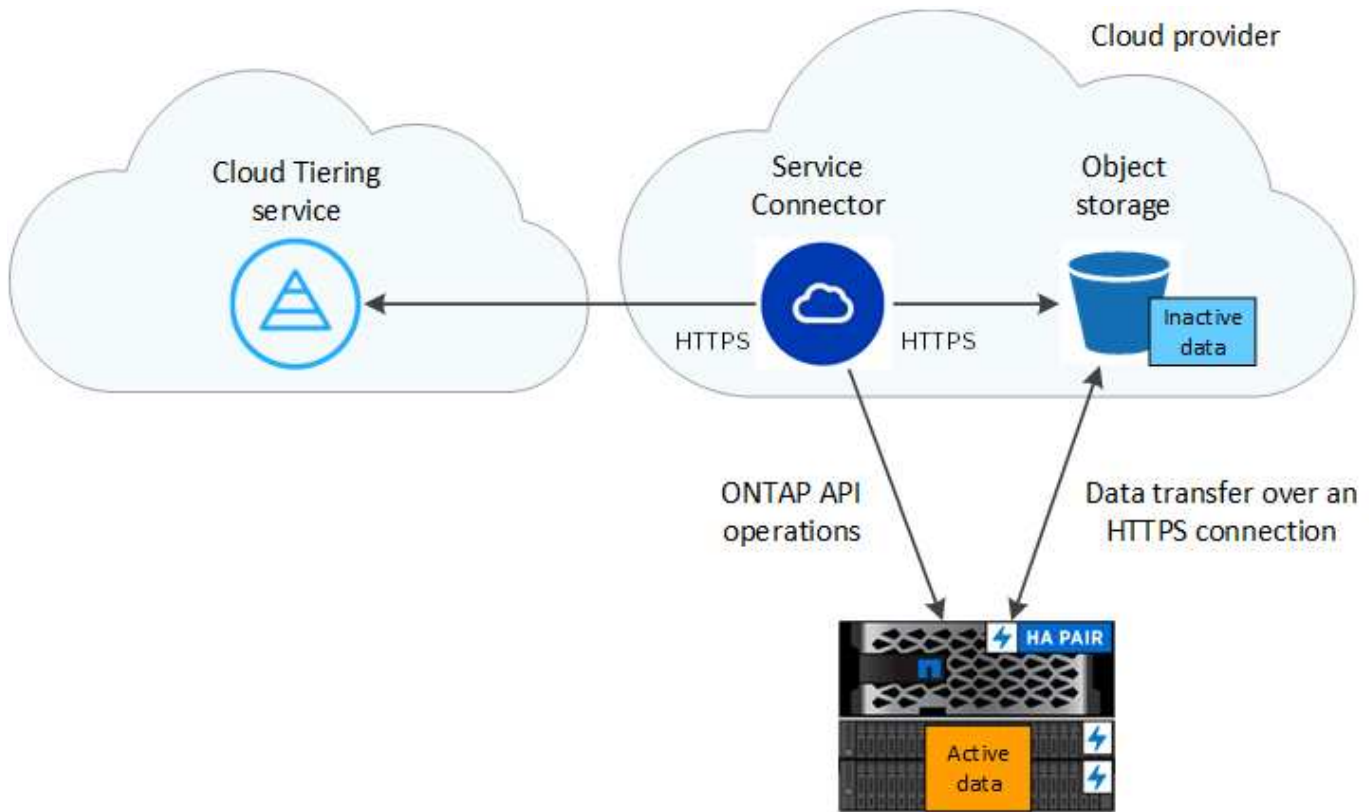 Cloud provider
Cloud Tiering
service
Service
Connector
Object
storage
HTTPS
HTTPS
Inactive
data
ONTAP API
operations
Data transfer over an
HTTPS connection
HA PAIR
Active
data